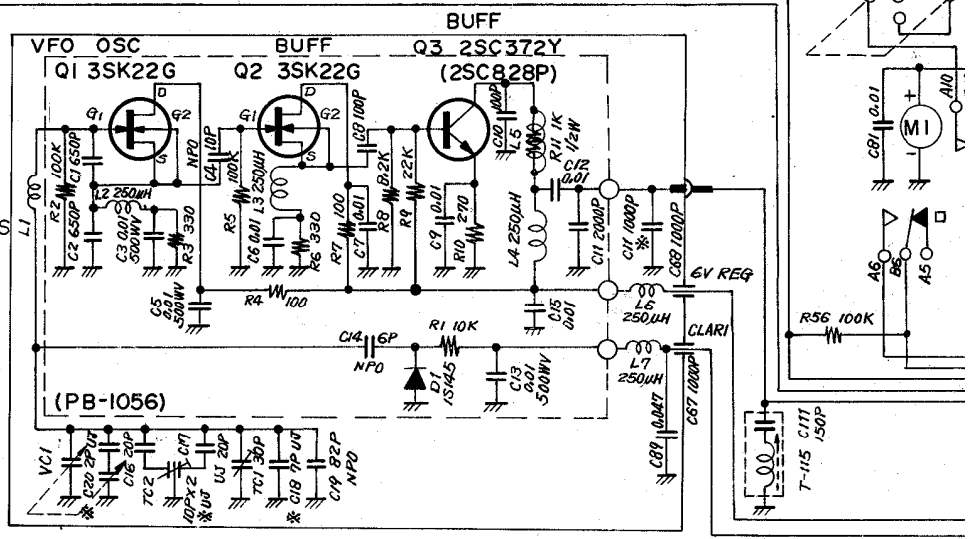 BUFF
VFO OSC BUFF Q3 2SC372Y
Q1 3SK22G Q2 3SK22G (2SC828P)
D D
G1 G2 G1 G2
S S
L1
R2 100K
C1 650P
C2 650P
L2 250μH
C3 0.01 500WV
R3 330
NPO
C4 10P
100K
R5
L3 250μH
C6 0.01
R6 330
R7 100
C7 0.01
C8 100P
R8 8.2K
R9 22K
C9 0.01
R10 270
C10 100P
L5
R11 1K 1/2W
C12 0.01
L4 250μH
C11 2000P
C117 1000P
※
C68 1000P
C5 0.01 500WV
R4 100
C15 0.01
L6 250μH
6V REG
C14 6P NPO
R1 10K
D1 1S145
C13 0.01 500WV
L7 250μH
CLARI
C67 1000P
C89 0.047
(PB-1056)
VC1
※ C20 2P UJ
C16 20P
TC2
10PX2
※ UJ
C17 20P UJ
TC1 30P
※ C18 7P UJ
C19 82P NPO
T-115 C111 150P
C81 0.01
+
M1
-
A10
A6 B6 A5
R56 100K
S